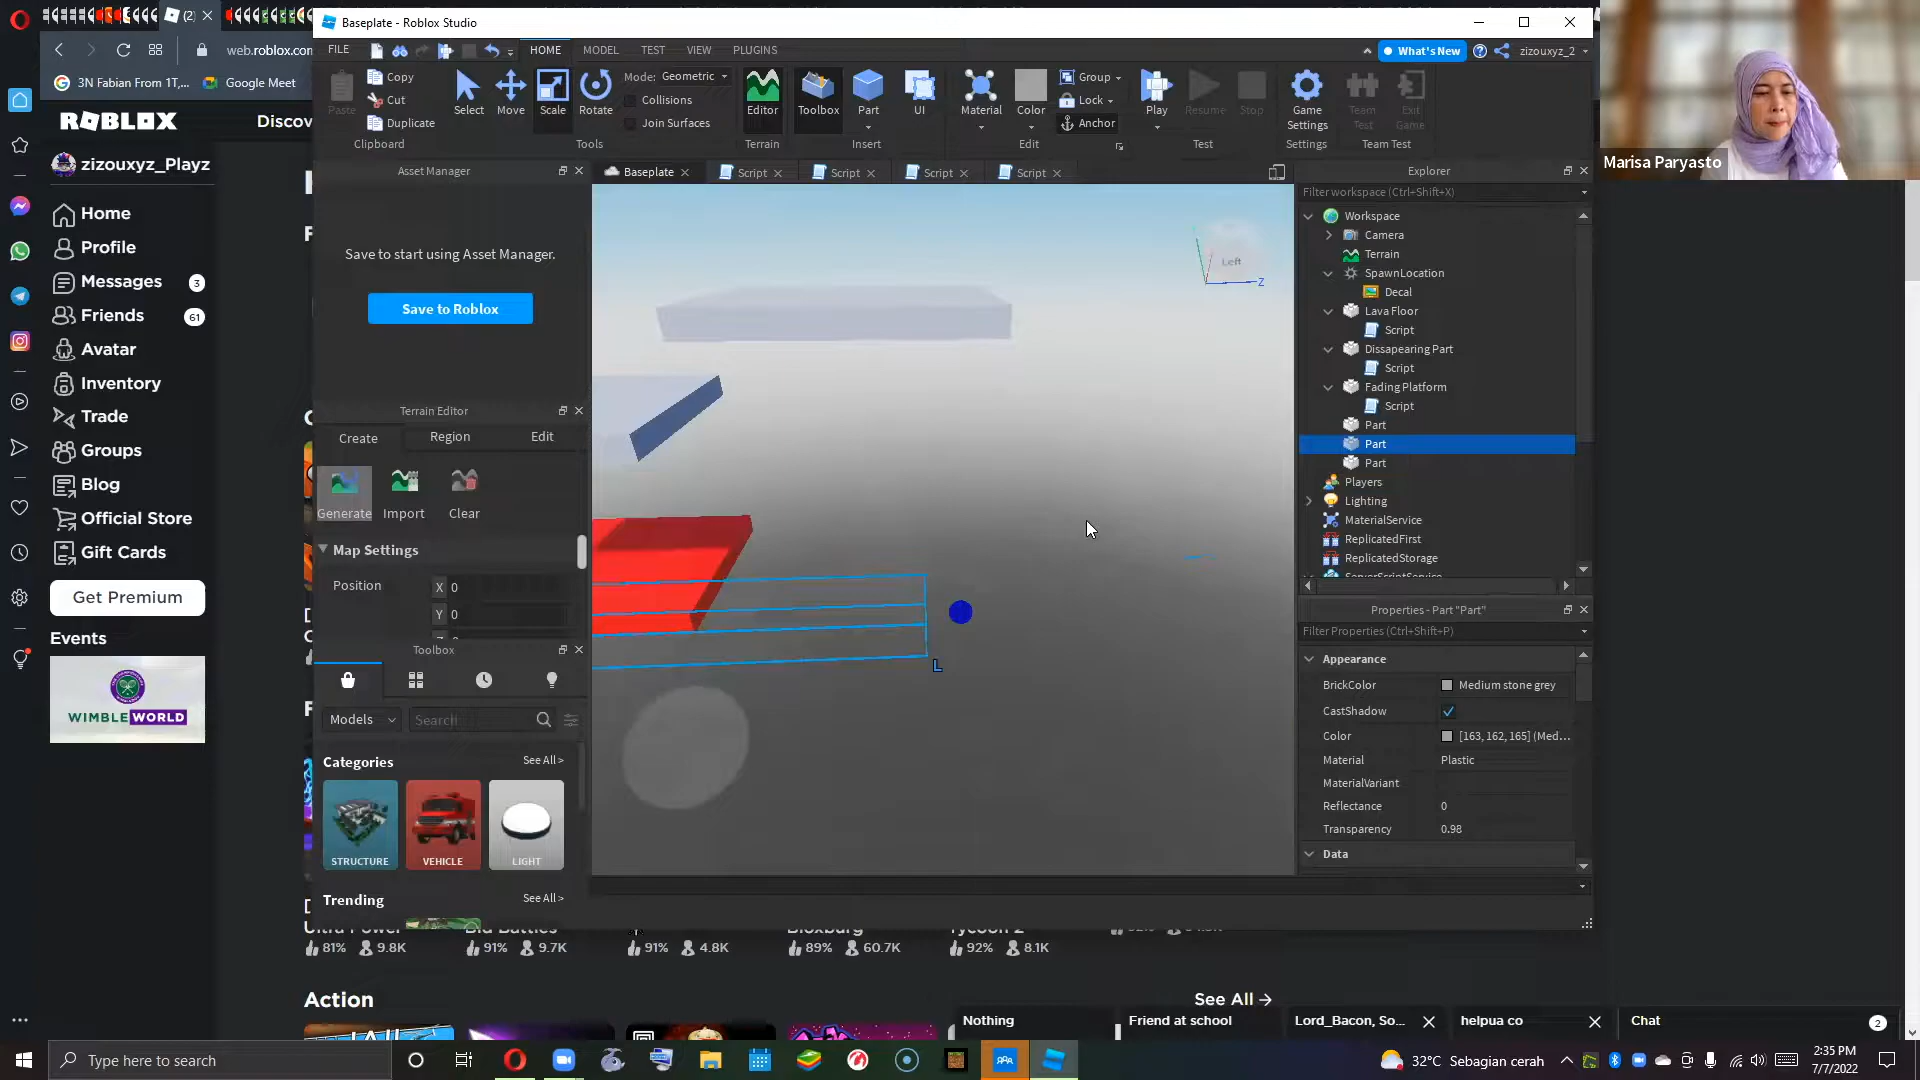 Baseplate - Roblox Studio
FILE
HOME
MODEL
TEST
VIEW
PLUGINS
What's New
zizouxyz_2
web.roblox.con
3N Fabian From 1T,...
Google Meet
Paste
Copy
Cut
Duplicate
Clipboard
Select
Move
Scale
Rotate
Mode: Geometric
Collisions
Join Surfaces
Tools
Editor
Terrain
Toolbox
Part
UI
Insert
Material
Color
Group
Lock
Anchor
Edit
Play
Resume
Stop
Test
Game Settings
Settings
Team Test
Exit Game
Team Test
Marisa Paryasto
ROBLOX
Discov
zizouxyz_Playz
Home
Profile
Messages
3
Friends
61
Avatar
Inventory
Trade
Groups
Blog
Official Store
Gift Cards
Get Premium
Events
WIMBLEWORLD
Asset Manager
Save to start using Asset Manager.
Save to Roblox
Terrain Editor
Create
Region
Edit
Generate
Import
Clear
Map Settings
Position
X 0
Y 0
Toolbox
Models
Search
Categories
See All >
STRUCTURE
VEHICLE
LIGHT
Trending
See All >
Baseplate
Script
Script
Script
Script
Left
Z
L
Explorer
Filter workspace (Ctrl+Shift+X)
Workspace
Camera
Terrain
SpawnLocation
Decal
Lava Floor
Script
Dissapearing Part
Script
Fading Platform
Script
Part
Part
Part
Players
Lighting
MaterialService
ReplicatedFirst
ReplicatedStorage
ServerScriptService
Properties - Part "Part"
Filter Properties (Ctrl+Shift+P)
Appearance
BrickColor
Medium stone grey
CastShadow
Color
[163, 162, 165] (Med...
Material
Plastic
MaterialVariant
Reflectance
0
Transparency
0.98
Data
81% 9.8K
91% 9.7K
91% 4.8K
89% 60.7K
92% 8.1K
Action
See All
Nothing
Friend at school
Lord_Bacon, So...
helpua co
Chat
2
Type here to search
32°C Sebagian cerah
2:35 PM
7/7/2022